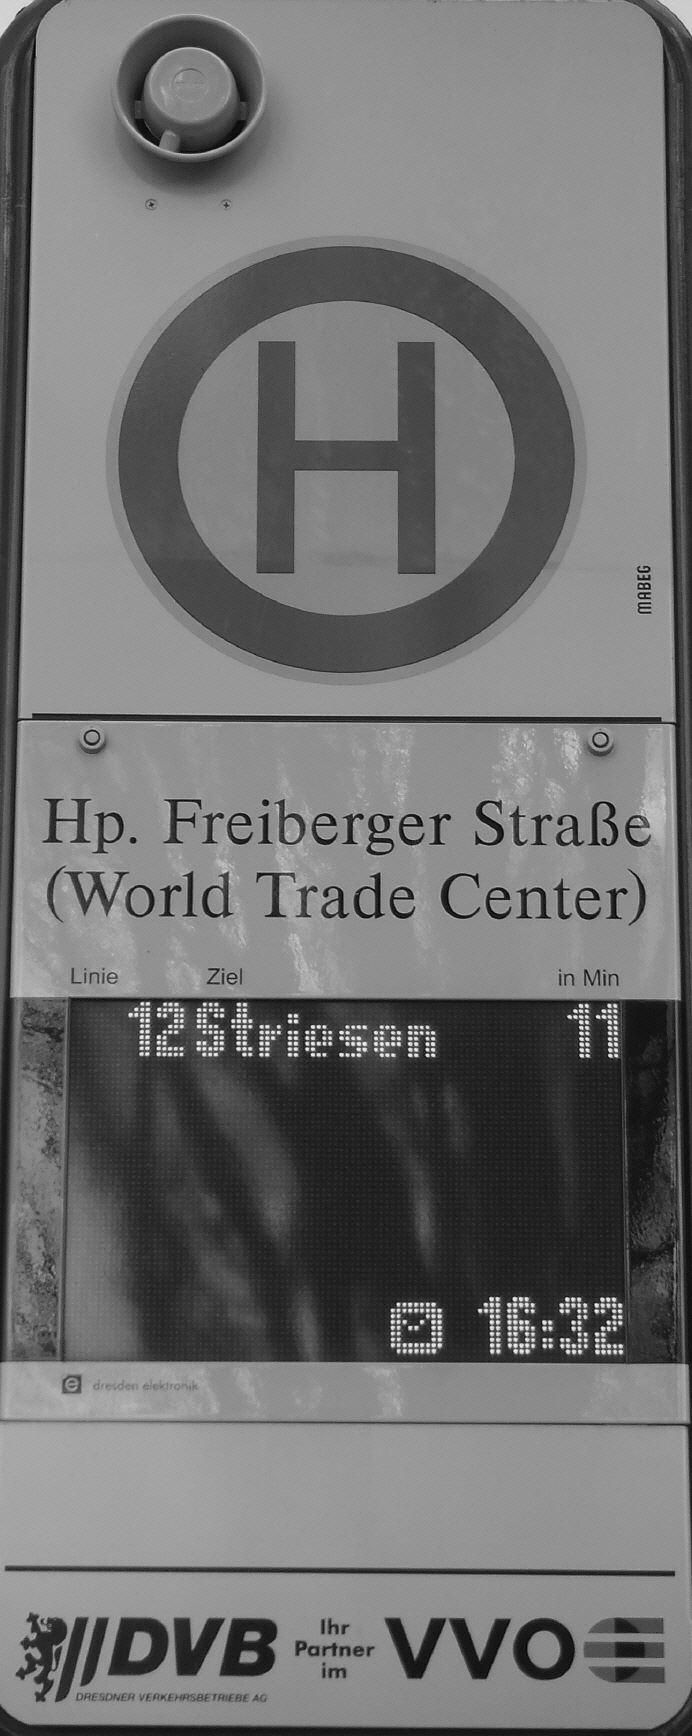 H
MABEG
Hp. Freiberger Straße
(World Trade Center)
Linie Ziel in Min
12 Striesen 11
16:32
e dresden elektronik
DVB Ihr Partner im VVO
DRESDNER VERKEHRSBETRIEBE AG